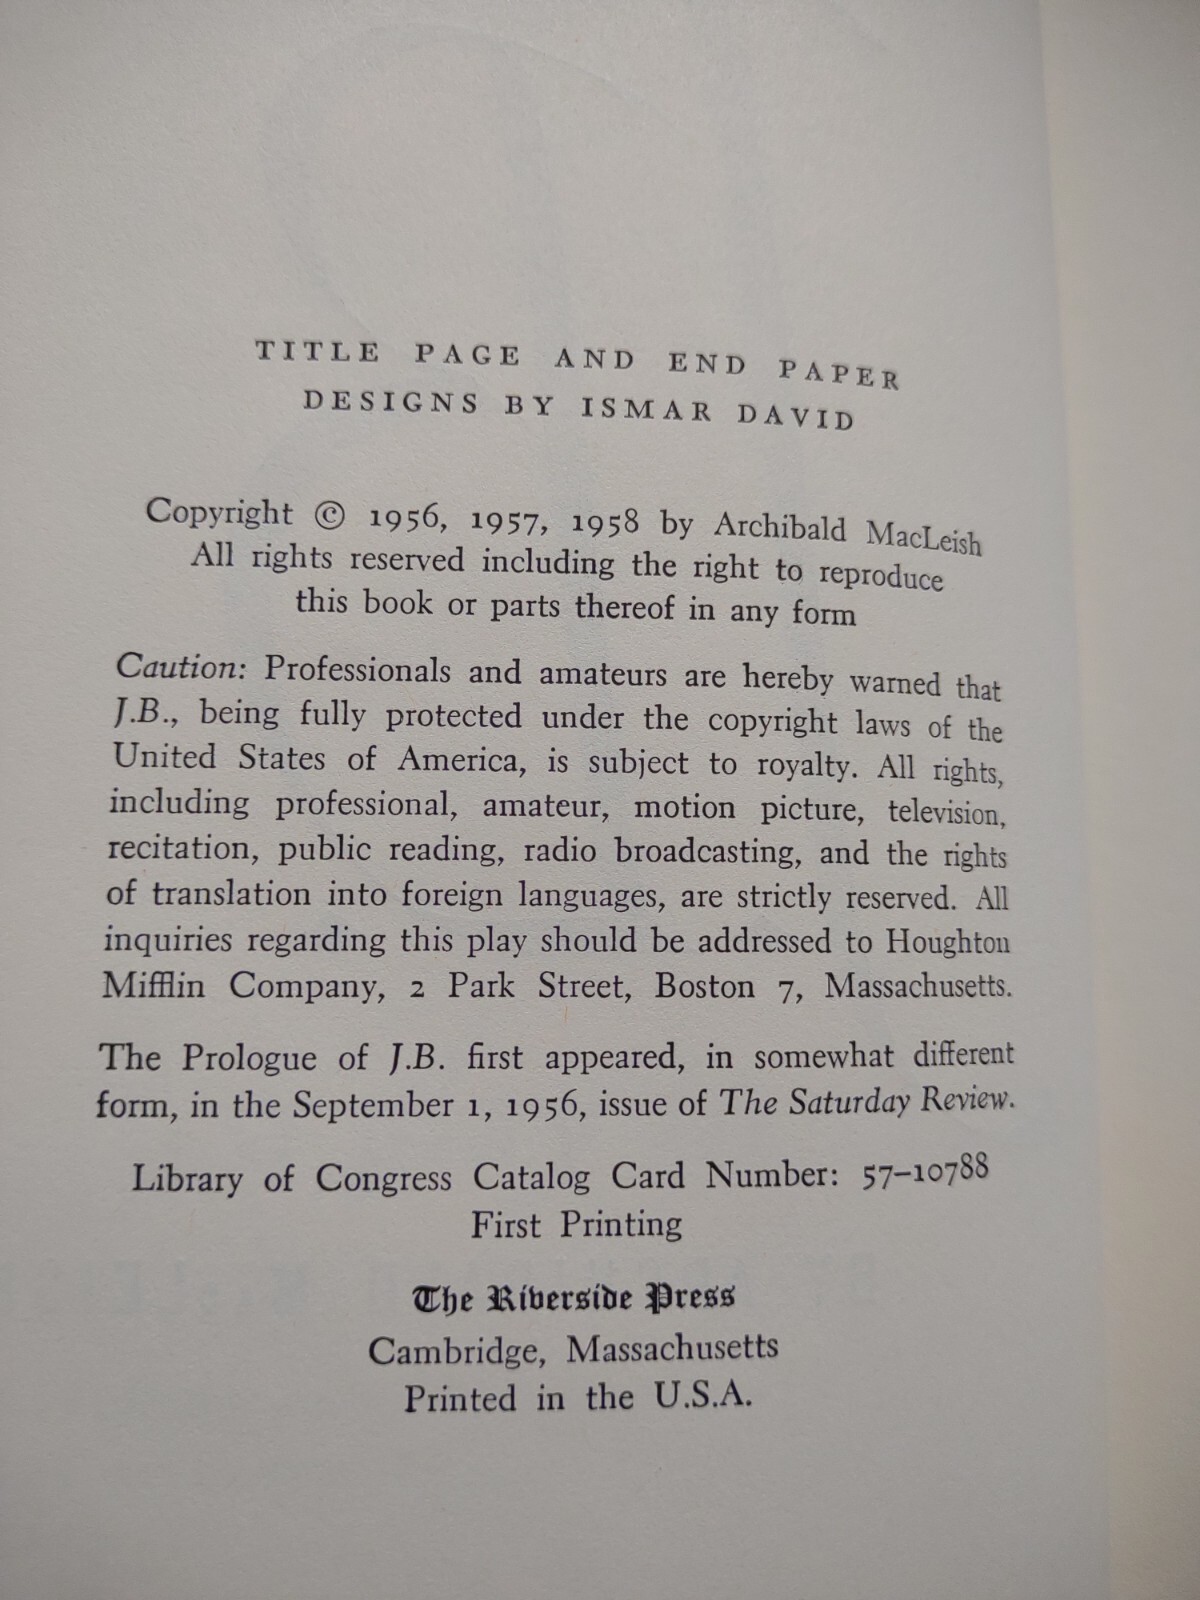 TITLE PAGE AND END PAPER
DESIGNS BY ISMAR DAVID
Copyright © 1956, 1957, 1958 by Archibald MacLeish
All rights reserved including the right to reproduce
this book or parts thereof in any form
Caution: Professionals and amateurs are hereby warned that
J.B., being fully protected under the copyright laws of the
United States of America, is subject to royalty. All rights,
including professional, amateur, motion picture, television,
recitation, public reading, radio broadcasting, and the rights
of translation into foreign languages, are strictly reserved. All
inquiries regarding this play should be addressed to Houghton
Mifflin Company, 2 Park Street, Boston 7, Massachusetts.
The Prologue of J.B. first appeared, in somewhat different
form, in the September 1, 1956, issue of The Saturday Review.
Library of Congress Catalog Card Number: 57–10788
First Printing
The Riverside Press
Cambridge, Massachusetts
Printed in the U.S.A.